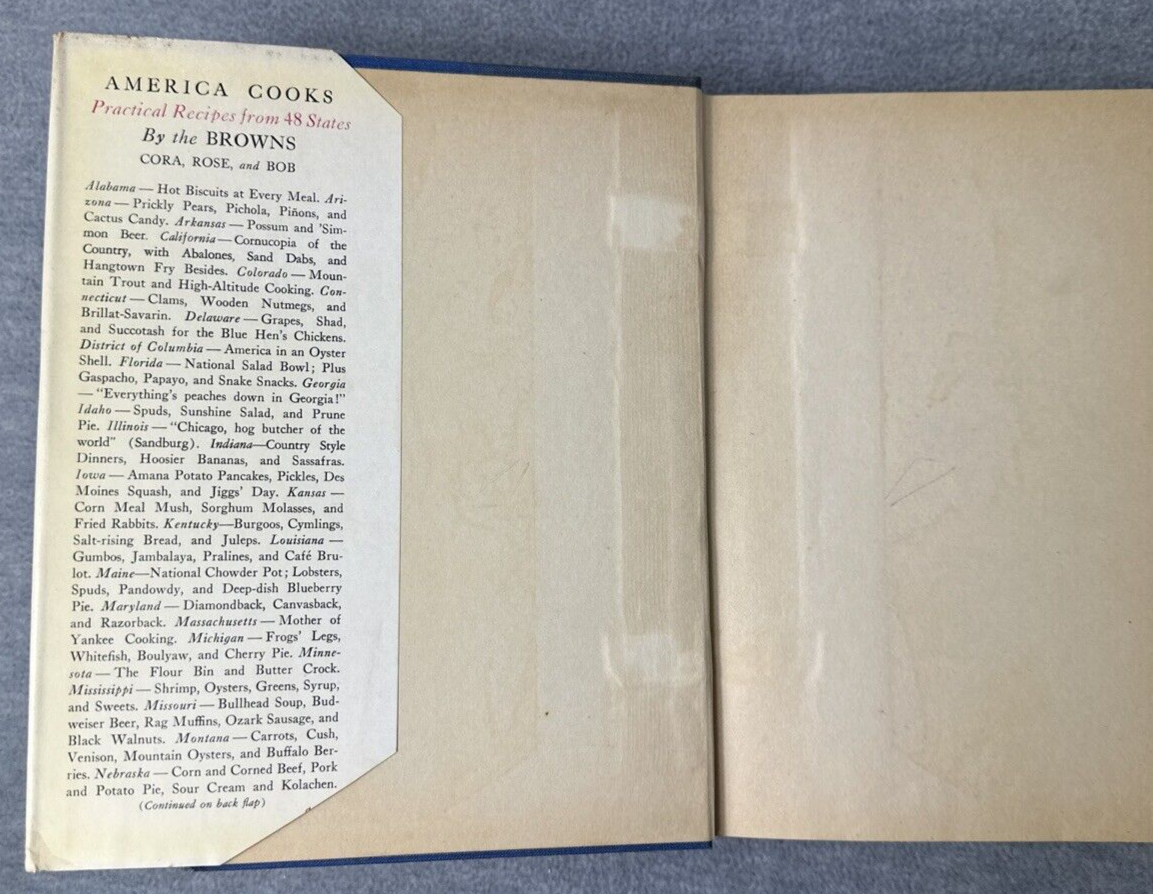 AMERICA COOKS
Practical Recipes from 48 States
By the BROWNS
CORA, ROSE, and BOB
Alabama — Hot Biscuits at Every Meal. Ari-
zona — Prickly Pears, Pichola, Piñons, and
Cactus Candy. Arkansas — Possum and 'Sim-
mon Beer. California — Cornucopia of the
Country, with Abalones, Sand Dabs, and
Hangtown Fry Besides. Colorado — Moun-
tain Trout and High-Altitude Cooking. Con-
necticut — Clams, Wooden Nutmegs, and
Brillat-Savarin. Delaware — Grapes, Shad,
and Succotash for the Blue Hen's Chickens.
District of Columbia — America in an Oyster
Shell. Florida — National Salad Bowl; Plus
Gaspacho, Papayo, and Snake Snacks. Georgia
— "Everything's peaches down in Georgia!"
Idaho — Spuds, Sunshine Salad, and Prune
Pie. Illinois — "Chicago, hog butcher of the
world" (Sandburg). Indiana—Country Style
Dinners, Hoosier Bananas, and Sassafras.
Iowa — Amana Potato Pancakes, Pickles, Des
Moines Squash, and Jiggs' Day. Kansas —
Corn Meal Mush, Sorghum Molasses, and
Fried Rabbits. Kentucky—Burgoos, Cymlings,
Salt-rising Bread, and Juleps. Louisiana —
Gumbos, Jambalaya, Pralines, and Café Bru-
lot. Maine—National Chowder Pot; Lobsters,
Spuds, Pandowdy, and Deep-dish Blueberry
Pie. Maryland — Diamondback, Canvasback,
and Razorback. Massachusetts — Mother of
Yankee Cooking. Michigan — Frogs' Legs,
Whitefish, Boulyaw, and Cherry Pie. Minne-
sota — The Flour Bin and Butter Crock.
Mississippi — Shrimp, Oysters, Greens, Syrup,
and Sweets. Missouri — Bullhead Soup, Bud-
weiser Beer, Rag Muffins, Ozark Sausage, and
Black Walnuts. Montana — Carrots, Cush,
Venison, Mountain Oysters, and Buffalo Ber-
ries. Nebraska — Corn and Corned Beef, Pork
and Potato Pie, Sour Cream and Kolachen.
(Continued on back flap)